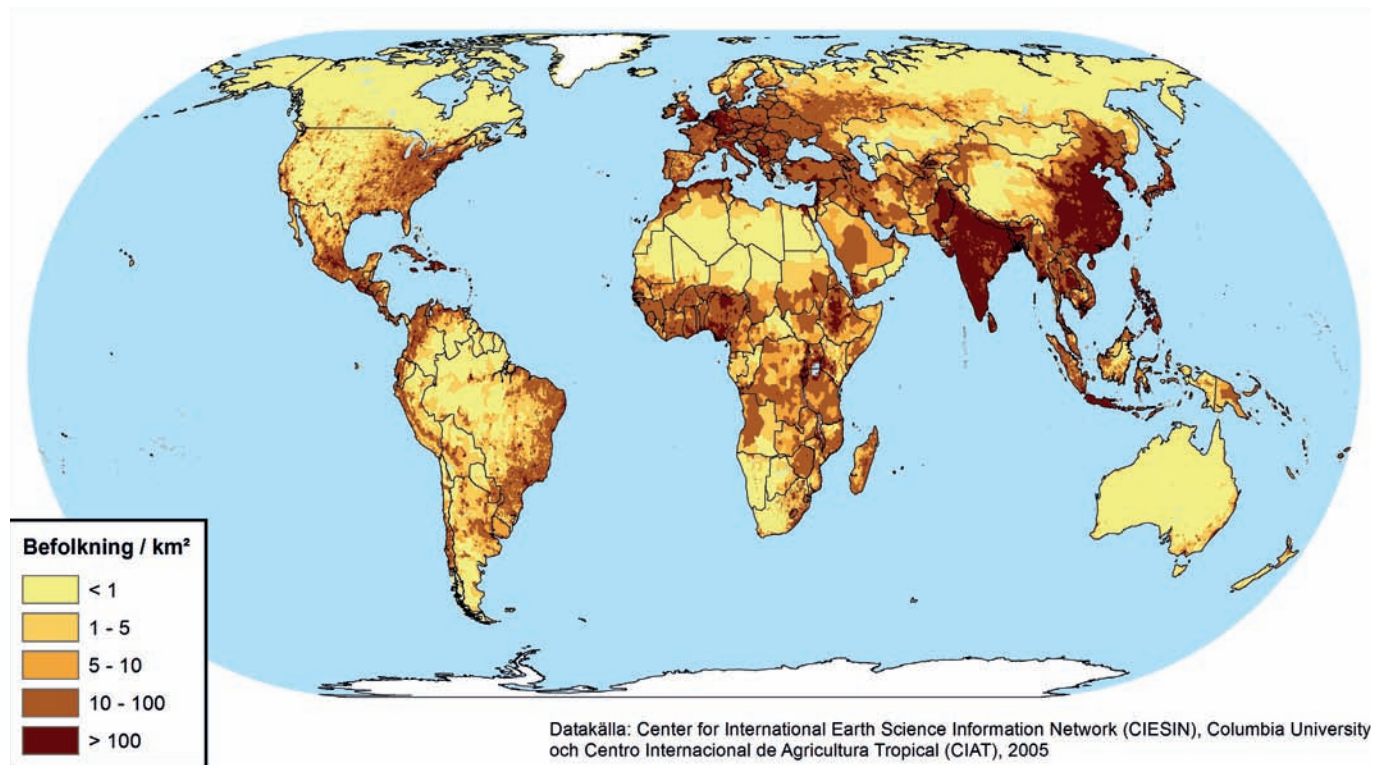 Befolkning / km²
< 1
1 - 5
5 - 10
10 - 100
> 100
Datakälla: Center for International Earth Science Information Network (CIESIN), Columbia University
och Centro Internacional de Agricultura Tropical (CIAT), 2005